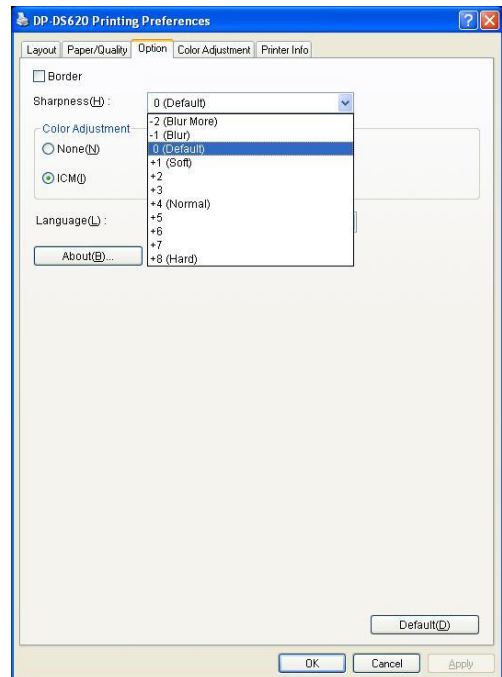 DP-DS620 Printing Preferences
Layout Paper/Quality Option Color Adjustment Printer Info
Border
Sharpness(H) : 0 (Default)
-2 (Blur More)
-1 (Blur)
0 (Default)
+1 (Soft)
+2
+3
+4 (Normal)
+5
+6
+7
+8 (Hard)
Color Adjustment
None(N)
ICM(I)
Language(L) :
About(B)...
Default(D)
OK Cancel Apply